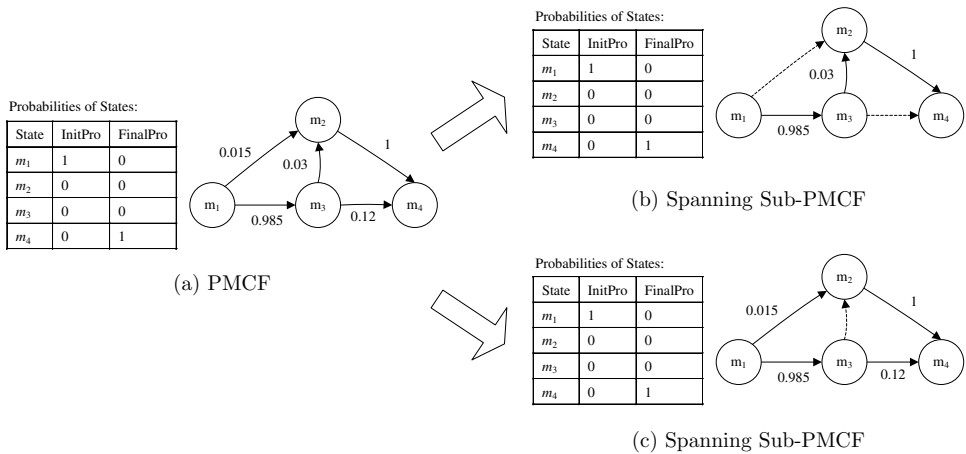 Probabilities of States:
State InitPro FinalPro
m1 1 0
m2 0 0
m3 0 0
m4 0 1
m2
0.015
0.03
1
m1
m3
m4
0.985
0.12
(a) PMCF
Probabilities of States:
State InitPro FinalPro
m1 1 0
m2 0 0
m3 0 0
m4 0 1
m2
1
0.03
m1
m3
m4
0.985
(b) Spanning Sub-PMCF
Probabilities of States:
State InitPro FinalPro
m1 1 0
m2 0 0
m3 0 0
m4 0 1
m2
0.015
1
m1
m3
m4
0.985
0.12
(c) Spanning Sub-PMCF